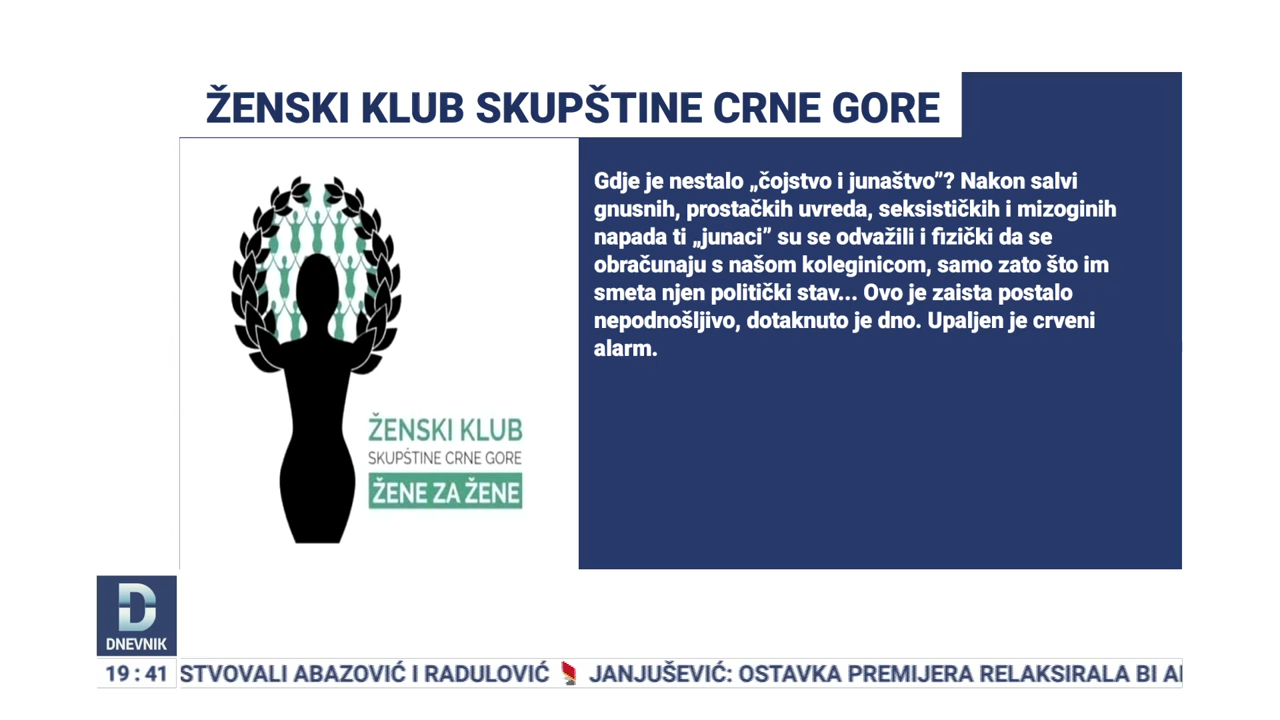 ŽENSKI KLUB SKUPŠTINE CRNE GORE
Gdje je nestalo „čojstvo i junaštvo”? Nakon salvi
gnusnih, prostačkih uvreda, seksističkih i mizoginih
napada ti „junaci” su se odvažili i fizički da se
obračunaju s našom koleginicom, samo zato što im
smeta njen politički stav... Ovo je zaista postalo
nepodnošljivo, dotaknuto je dno. Upaljen je crveni
alarm.
ŽENSKI KLUB
SKUPŠTINE CRNE GORE
ŽENE ZA ŽENE
D
DNEVNIK
19:41 STVOVALI ABAZOVIĆ I RADULOVIĆ JANJUŠEVIĆ: OSTAVKA PREMIJERA RELAKSIRALA BI